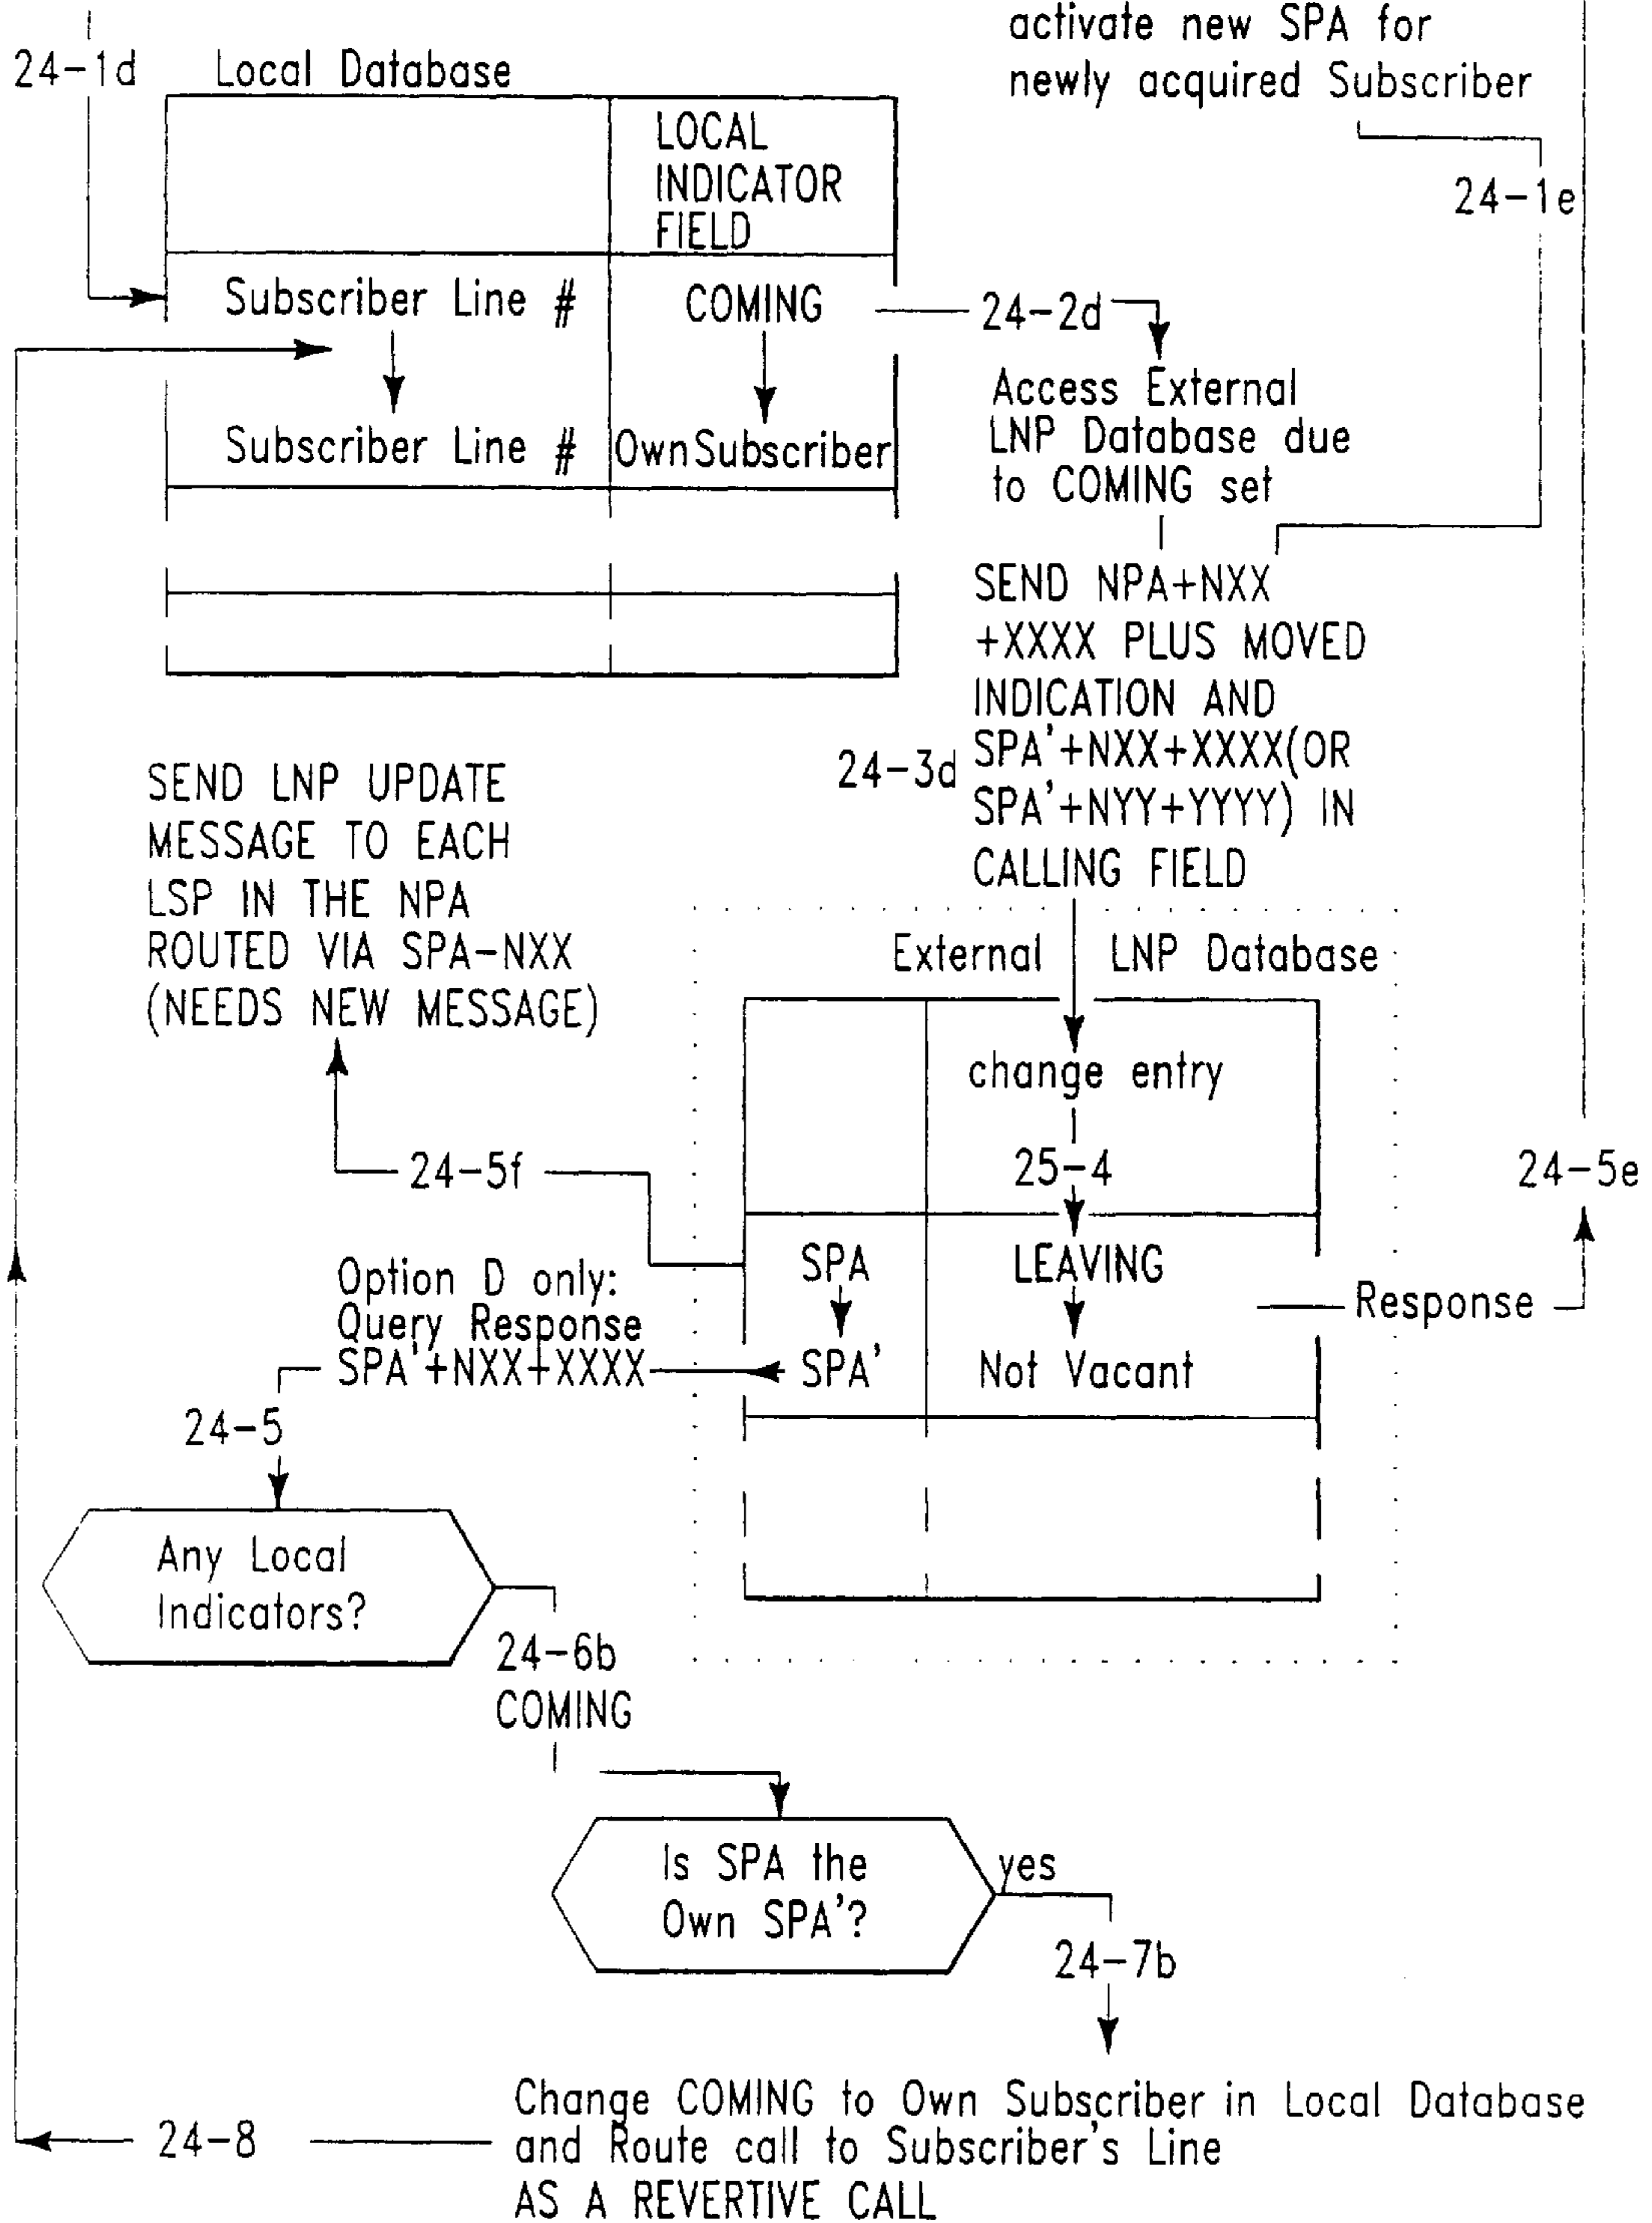 activate new SPA for
newly acquired Subscriber
24-1d
Local Database
LOCAL
INDICATOR
FIELD
24-1e
Subscriber Line #
COMING
24-2d
Subscriber Line #
Own Subscriber
Access External
LNP Database due
to COMING set
SEND NPA+NXX
+XXXX PLUS MOVED
INDICATION AND
SPA'+NXX+XXXX(OR
SPA'+NYY+YYYY) IN
CALLING FIELD
24-3d
SEND LNP UPDATE
MESSAGE TO EACH
LSP IN THE NPA
ROUTED VIA SPA-NXX
(NEEDS NEW MESSAGE)
External LNP Database
change entry
25-4
24-5f
24-5e
SPA
LEAVING
Response
SPA'
Not Vacant
Option D only:
Query Response
SPA'+NXX+XXXX
24-5
Any Local
Indicators?
24-6b
COMING
Is SPA the
Own SPA'?
yes
24-7b
Change COMING to Own Subscriber in Local Database
and Route call to Subscriber's Line
AS A REVERTIVE CALL
24-8